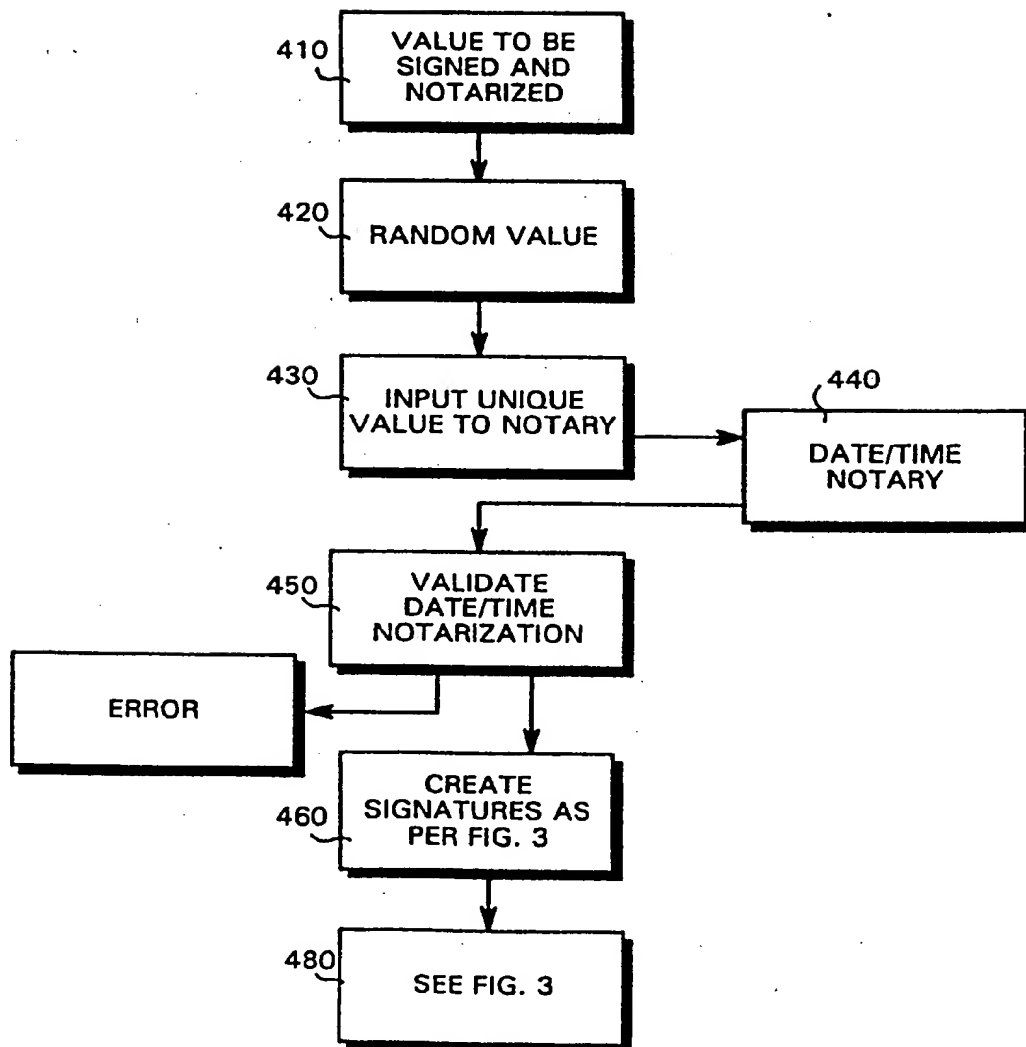 410
VALUE TO BE
SIGNED AND
NOTARIZED
420
RANDOM VALUE
430
INPUT UNIQUE
VALUE TO NOTARY
440
DATE/TIME
NOTARY
450
VALIDATE
DATE/TIME
NOTARIZATION
ERROR
460
CREATE
SIGNATURES AS
PER FIG. 3
480
SEE FIG. 3